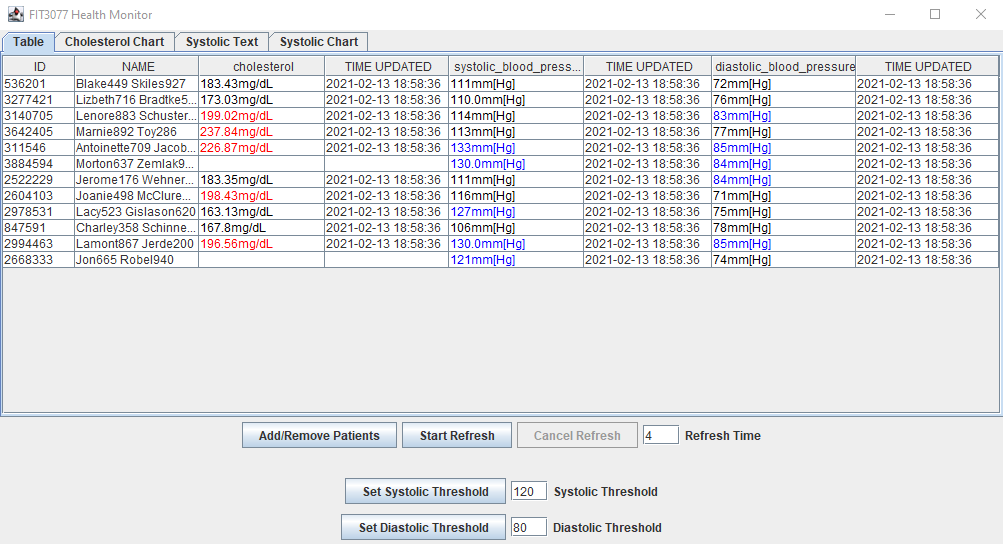 FIT3077 Health Monitor
Table Cholesterol Chart Systolic Text Systolic Chart
ID NAME cholesterol TIME UPDATED systolic_blood_press... TIME UPDATED diastolic_blood_pressure TIME UPDATED
536201 Blake449 Skiles927 183.43mg/dL 2021-02-13 18:58:36 111mm[Hg] 2021-02-13 18:58:36 72mm[Hg] 2021-02-13 18:58:36
3277421 Lizbeth716 Bradtke5... 173.03mg/dL 2021-02-13 18:58:36 110.0mm[Hg] 2021-02-13 18:58:36 76mm[Hg] 2021-02-13 18:58:36
3140705 Lenore883 Schuster... 199.02mg/dL 2021-02-13 18:58:36 114mm[Hg] 2021-02-13 18:58:36 83mm[Hg] 2021-02-13 18:58:36
3642405 Marnie892 Toy286 237.84mg/dL 2021-02-13 18:58:36 113mm[Hg] 2021-02-13 18:58:36 77mm[Hg] 2021-02-13 18:58:36
311546 Antoinette709 Jacob... 226.87mg/dL 2021-02-13 18:58:36 133mm[Hg] 2021-02-13 18:58:36 85mm[Hg] 2021-02-13 18:58:36
3884594 Morton637 Zemlak9... 130.0mm[Hg] 2021-02-13 18:58:36 84mm[Hg] 2021-02-13 18:58:36
2522229 Jerome176 Wehner... 183.35mg/dL 2021-02-13 18:58:36 111mm[Hg] 2021-02-13 18:58:36 84mm[Hg] 2021-02-13 18:58:36
2604103 Joanie498 McClure... 198.43mg/dL 2021-02-13 18:58:36 116mm[Hg] 2021-02-13 18:58:36 71mm[Hg] 2021-02-13 18:58:36
2978531 Lacy523 Gislason620 163.13mg/dL 2021-02-13 18:58:36 127mm[Hg] 2021-02-13 18:58:36 75mm[Hg] 2021-02-13 18:58:36
847591 Charley358 Schinne... 167.8mg/dL 2021-02-13 18:58:36 106mm[Hg] 2021-02-13 18:58:36 78mm[Hg] 2021-02-13 18:58:36
2994463 Lamont867 Jerde200 196.56mg/dL 2021-02-13 18:58:36 130.0mm[Hg] 2021-02-13 18:58:36 85mm[Hg] 2021-02-13 18:58:36
2668333 Jon665 Robel940 121mm[Hg] 2021-02-13 18:58:36 74mm[Hg] 2021-02-13 18:58:36
Add/Remove Patients Start Refresh Cancel Refresh 4 Refresh Time
Set Systolic Threshold 120 Systolic Threshold
Set Diastolic Threshold 80 Diastolic Threshold